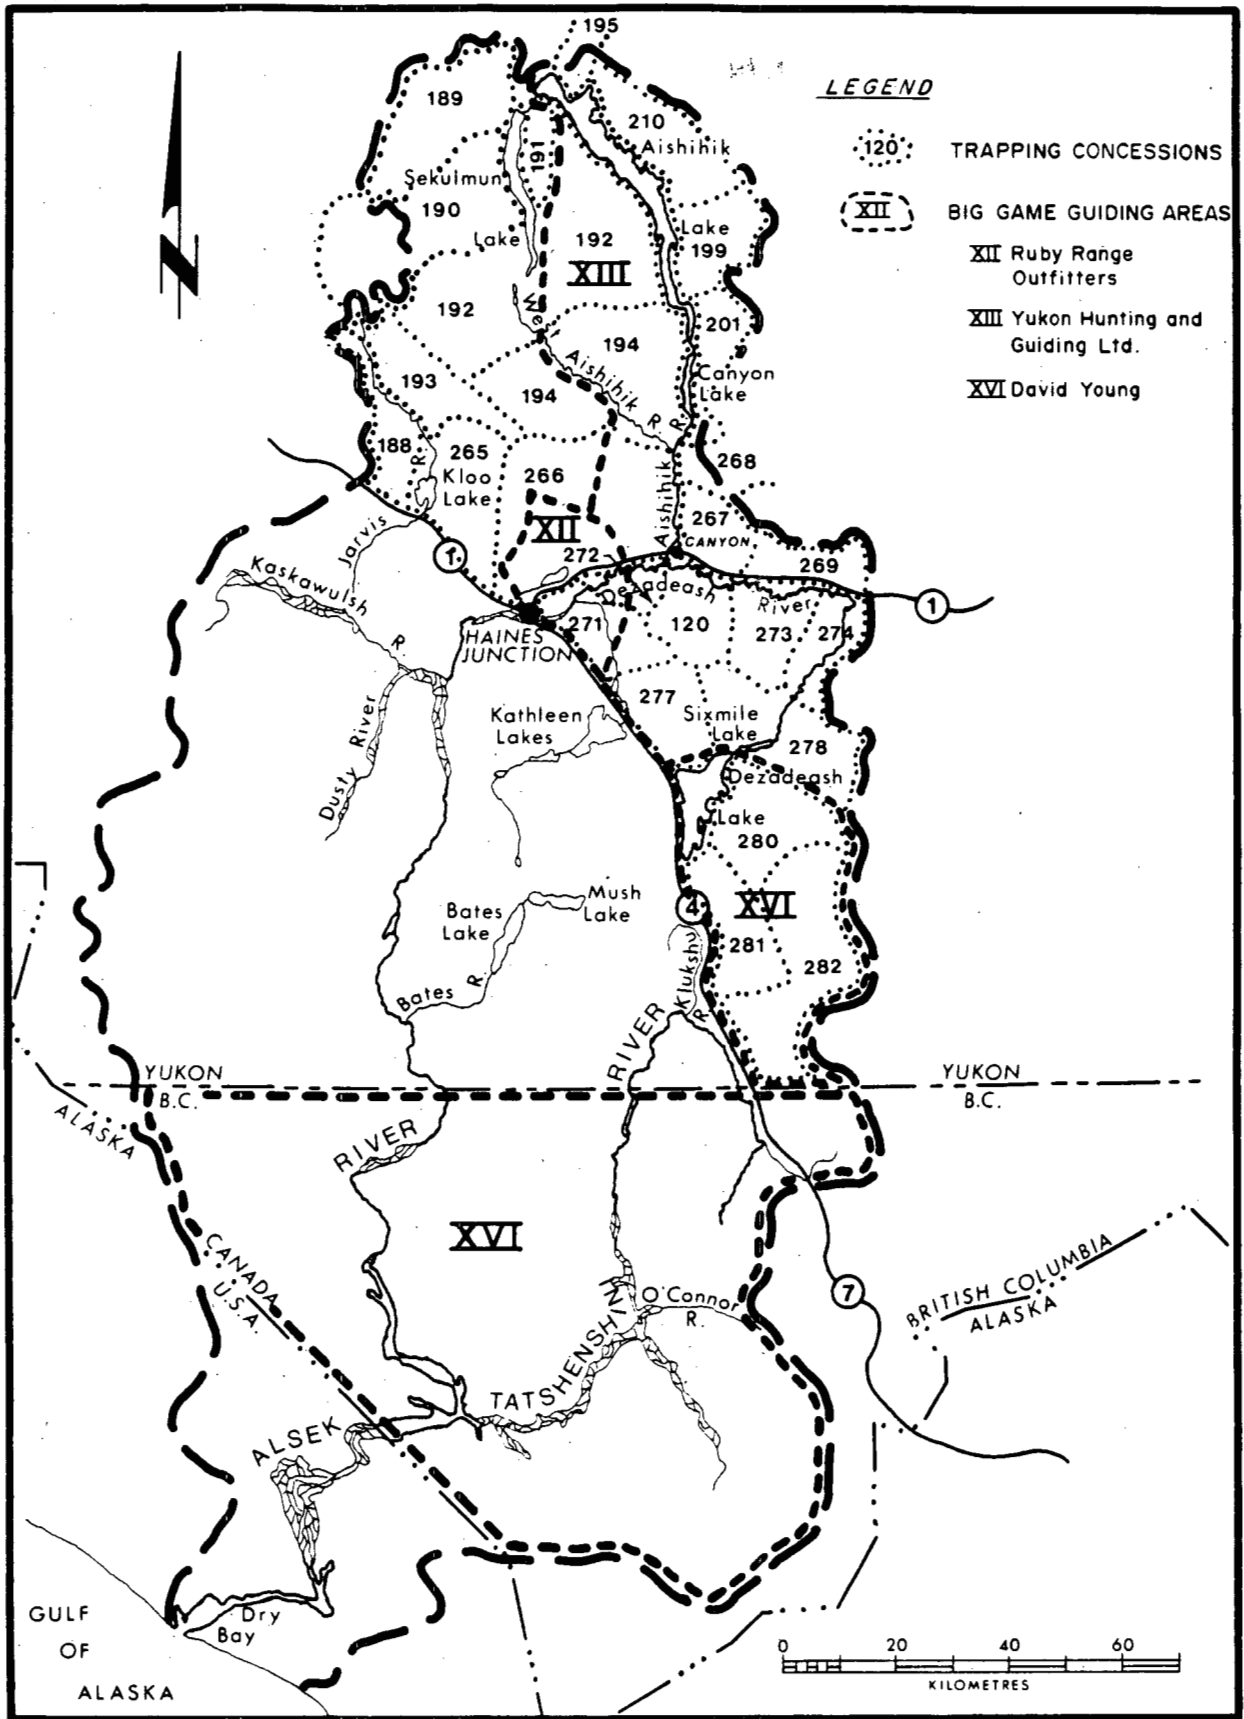 195
LEGEND
189
210
120
TRAPPING CONCESSIONS
Aishihik
191
Sekulmun
XII
BIG GAME GUIDING AREAS
190
Lake
Lake
192
199
XII Ruby Range
Outfitters
XIII
192
West
201
XIII Yukon Hunting and
Guiding Ltd.
194
Aishihik
R.
193
194
Canyon
Lake
XVI David Young
R.
188
265
R.
Kloo
Lake
266
268
Aishihik
267
XII
CANYON
Jarvis
1
272
269
Kaskawulsh
R.
Dezadeash
River
1
271
120
273
274
HAINES
JUNCTION
277
Dusty River
Kathleen
Lakes
Sixmile
Lake
278
Dezadeash
Lake
280
Mush
Lake
Bates
Lake
4
XVI
281
282
Klukshu
R.
Bates R.
RIVER
YUKON
B.C.
YUKON
B.C.
ALASKA
RIVER
XVI
CANADA
U.S.A.
BRITISH COLUMBIA
ALASKA
7
O'Connor
R.
TATSHENSHINI
ALSEK
GULF
OF
ALASKA
Dry
Bay
0 20 40 60
KILOMETRES
N